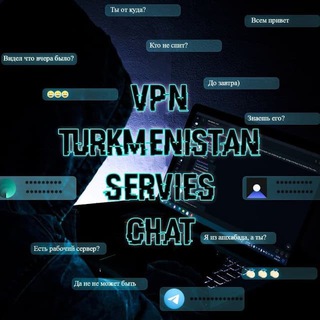 Ты от куда?
Всем привет
Кто не спит?
Видел что вчера было?
До завтра)
VPN
Знаешь его?
TURKMENISTAN
SERVIES
CHAT
Я из ашхабада, а ты?
Есть рабочий сервер?
Да не не может быть